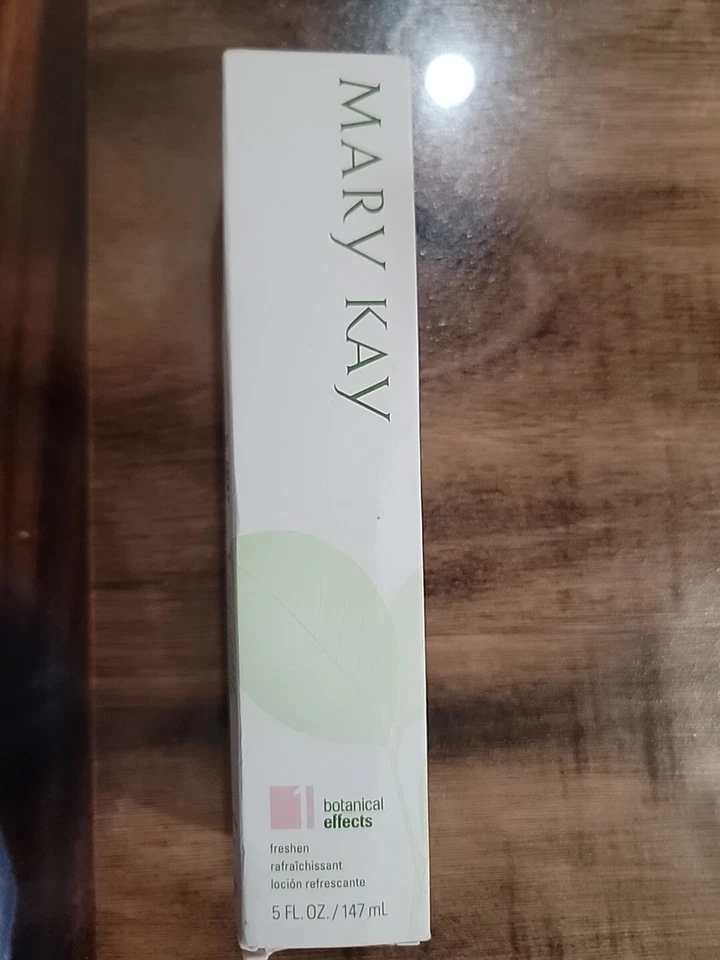 MARY KAY
1
botanical
effects
freshen
rafraîchissant
loción refrescante
5 FL. OZ. / 147 mL